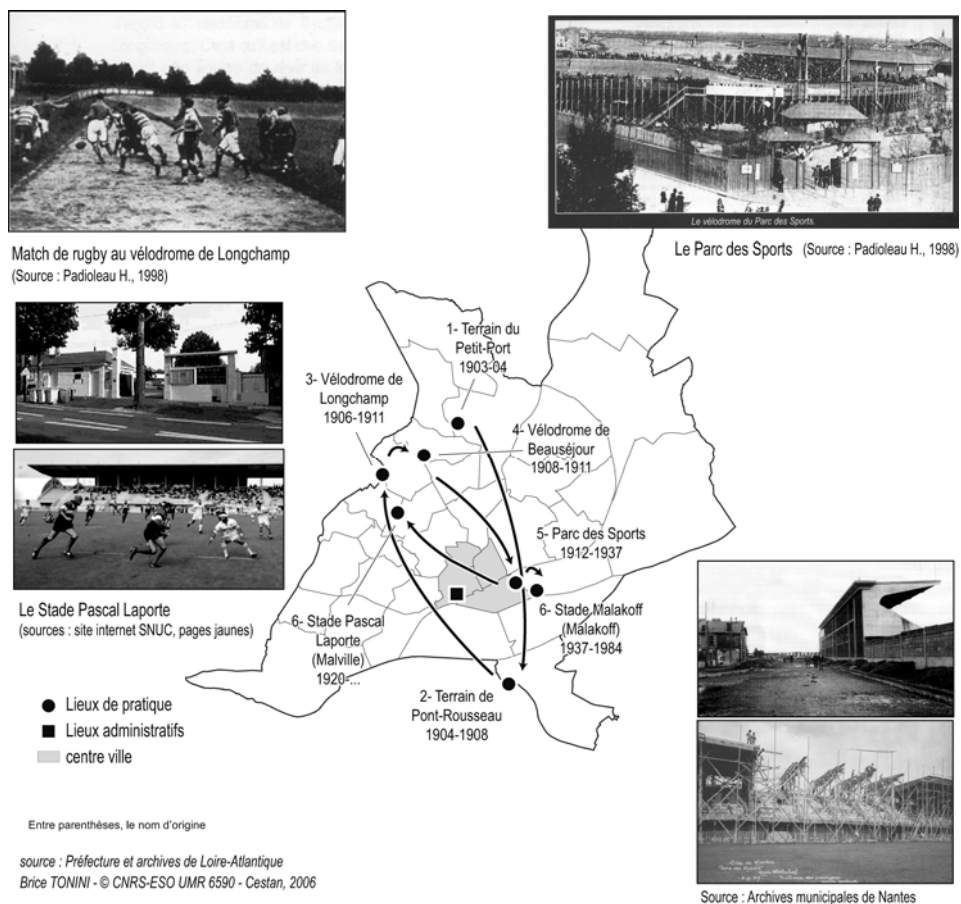 Le vélodrome du Parc des Sports.
Match de rugby au vélodrome de Longchamp
(Source : Padioleau H., 1998)
Le Parc des Sports (Source : Padioleau H., 1998)
1- Terrain du
Petit-Port
1903-04
3- Vélodrome de
Longchamp
1906-1911
4- Vélodrome de
Beauséjour
1908-1911
5- Parc des Sports
1912-1937
Le Stade Pascal Laporte
(sources : site internet SNUC, pages jaunes)
6- Stade Pascal
Laporte
(Malville)
1920-...
6- Stade Malakoff
(Malakoff)
1937-1984
2- Terrain de
Pont-Rousseau
1904-1908
Lieux de pratique
Lieux administratifs
centre ville
Entre parenthèses, le nom d'origine
source : Préfecture et archives de Loire-Atlantique
Brice TONINI - © CNRS-ESO UMR 6590 - Cestan, 2006
Source : Archives municipales de Nantes